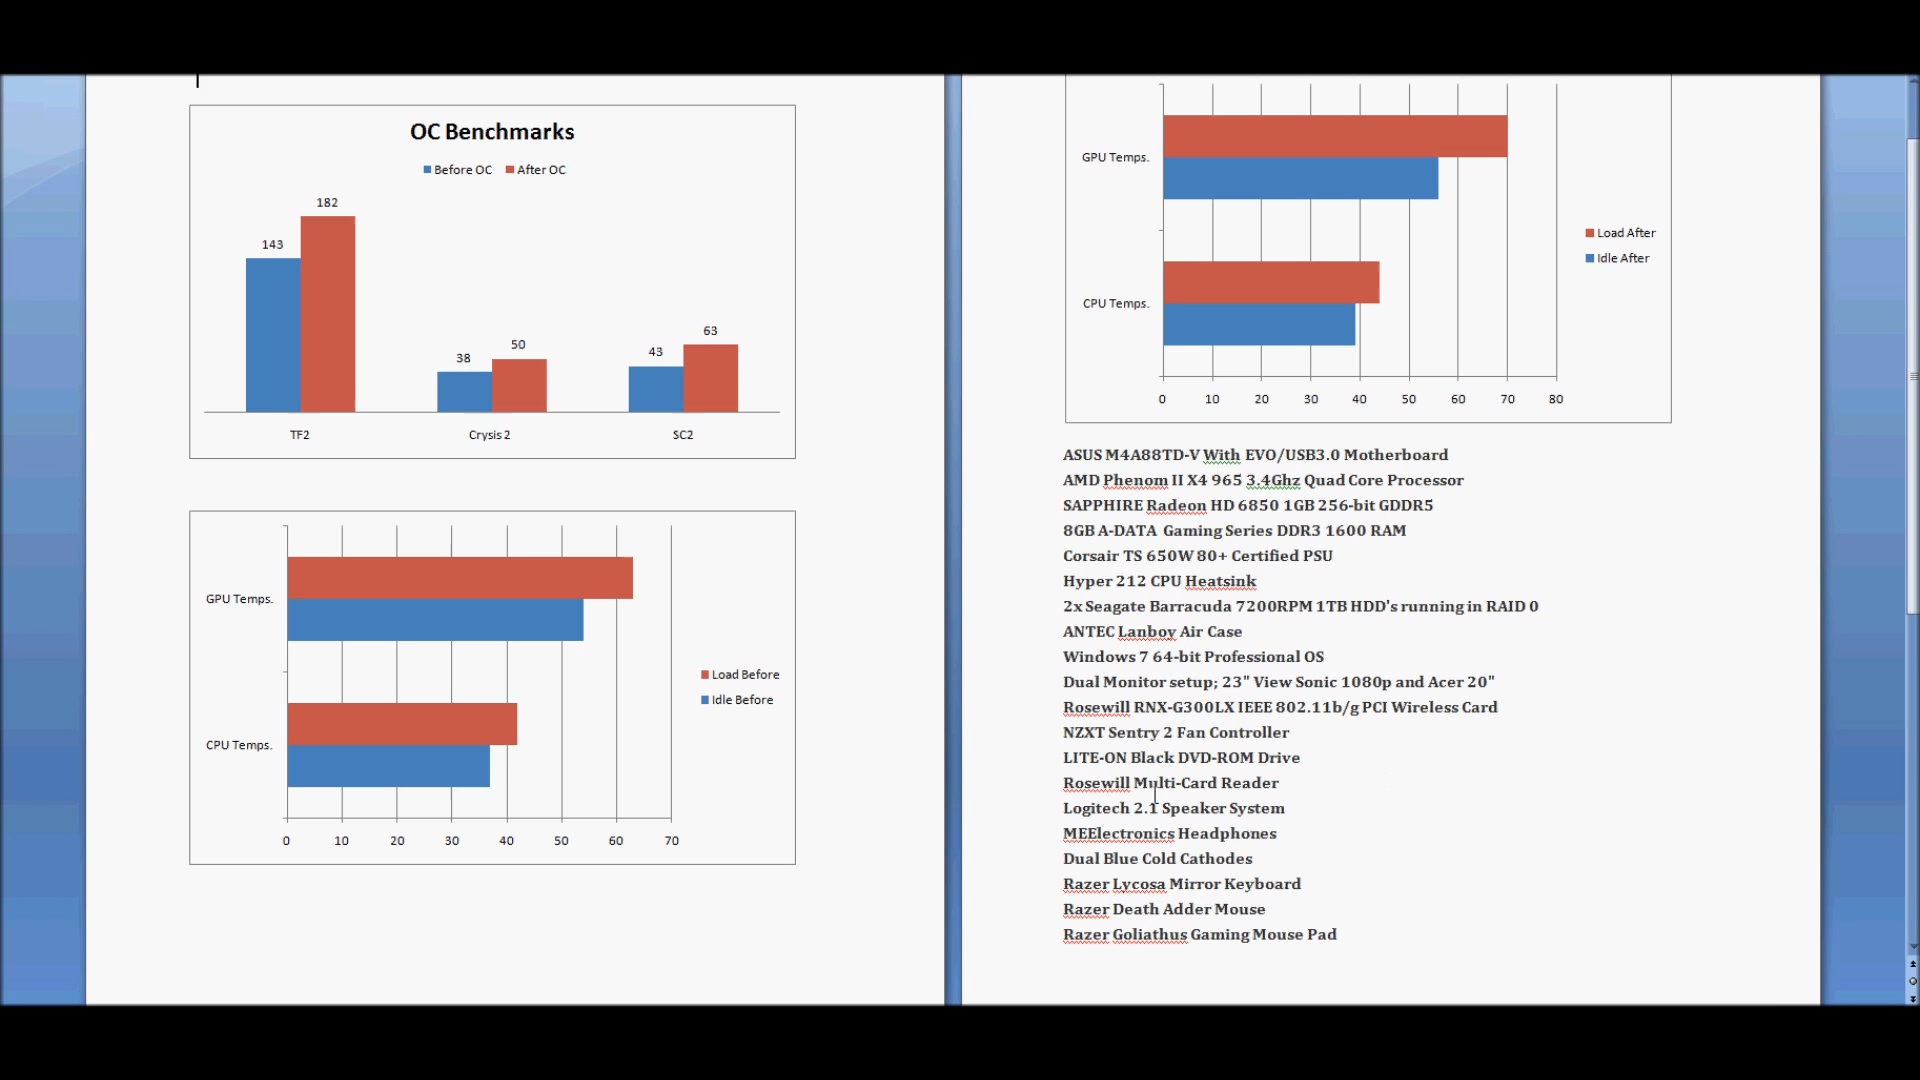 OC Benchmarks
Before OC After OC
182
143
50
38
63
43
TF2 Crysis 2 SC2
GPU Temps.
CPU Temps.
Load Before
Idle Before
0 10 20 30 40 50 60 70
GPU Temps.
CPU Temps.
Load After
Idle After
0 10 20 30 40 50 60 70 80
ASUS M4A88TD-V With EVO/USB3.0 Motherboard
AMD Phenom II X4 965 3.4Ghz Quad Core Processor
SAPPHIRE Radeon HD 6850 1GB 256-bit GDDR5
8GB A-DATA Gaming Series DDR3 1600 RAM
Corsair TS 650W 80+ Certified PSU
Hyper 212 CPU Heatsink
2x Seagate Barracuda 7200RPM 1TB HDD's running in RAID 0
ANTEC Lanboy Air Case
Windows 7 64-bit Professional OS
Dual Monitor setup; 23" View Sonic 1080p and Acer 20"
Rosewill RNX-G300LX IEEE 802.11b/g PCI Wireless Card
NZXT Sentry 2 Fan Controller
LITE-ON Black DVD-ROM Drive
Rosewill Multi-Card Reader
Logitech 2.1 Speaker System
MEElectronics Headphones
Dual Blue Cold Cathodes
Razer Lycosa Mirror Keyboard
Razer Death Adder Mouse
Razer Goliathus Gaming Mouse Pad